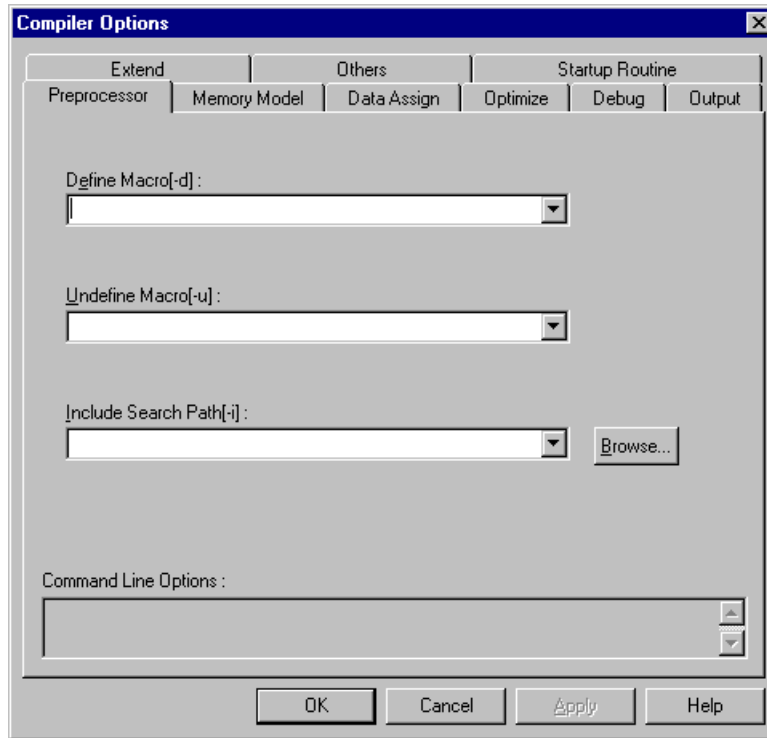 Compiler Options
Extend Others Startup Routine
Preprocessor Memory Model Data Assign Optimize Debug Output
Define Macro[-d] :
Undefine Macro[-u] :
Include Search Path[-i] :
Browse...
Command Line Options :
OK Cancel Apply Help